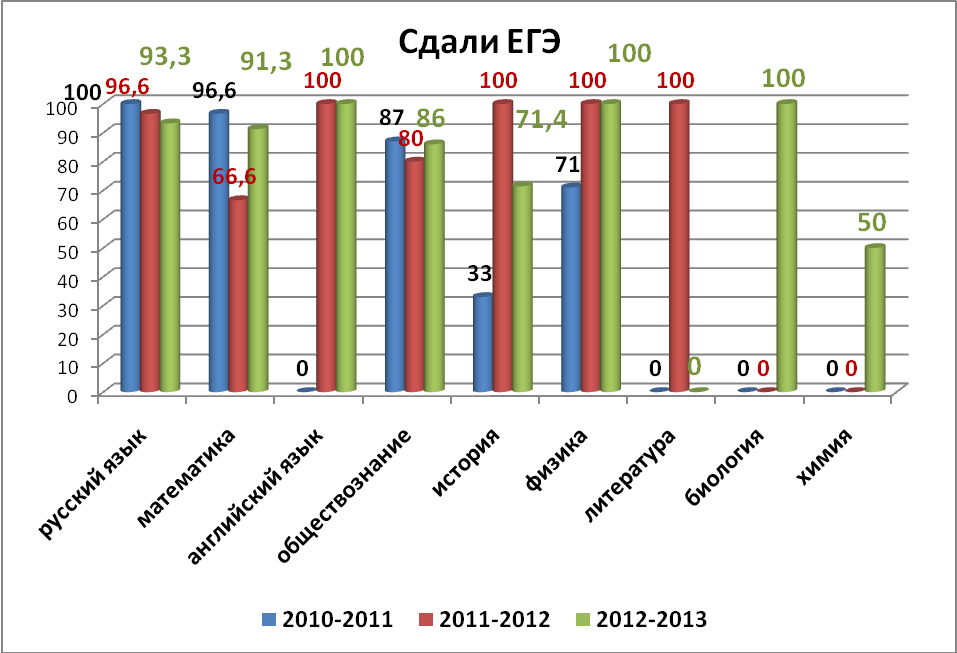 Сдали ЕГЭ
93,3 91,3 100 100
100 96,6 96,6 100 100 100 100 100
87 80 86 71,4
66,6 71
33 50
0 0 0 0 0 0 0
100
90
80
70
60
50
40
30
20
10
0
русский язык
математика
английский язык
обществознание
история
физика
литература
биология
химия
2010-2011 2011-2012 2012-2013